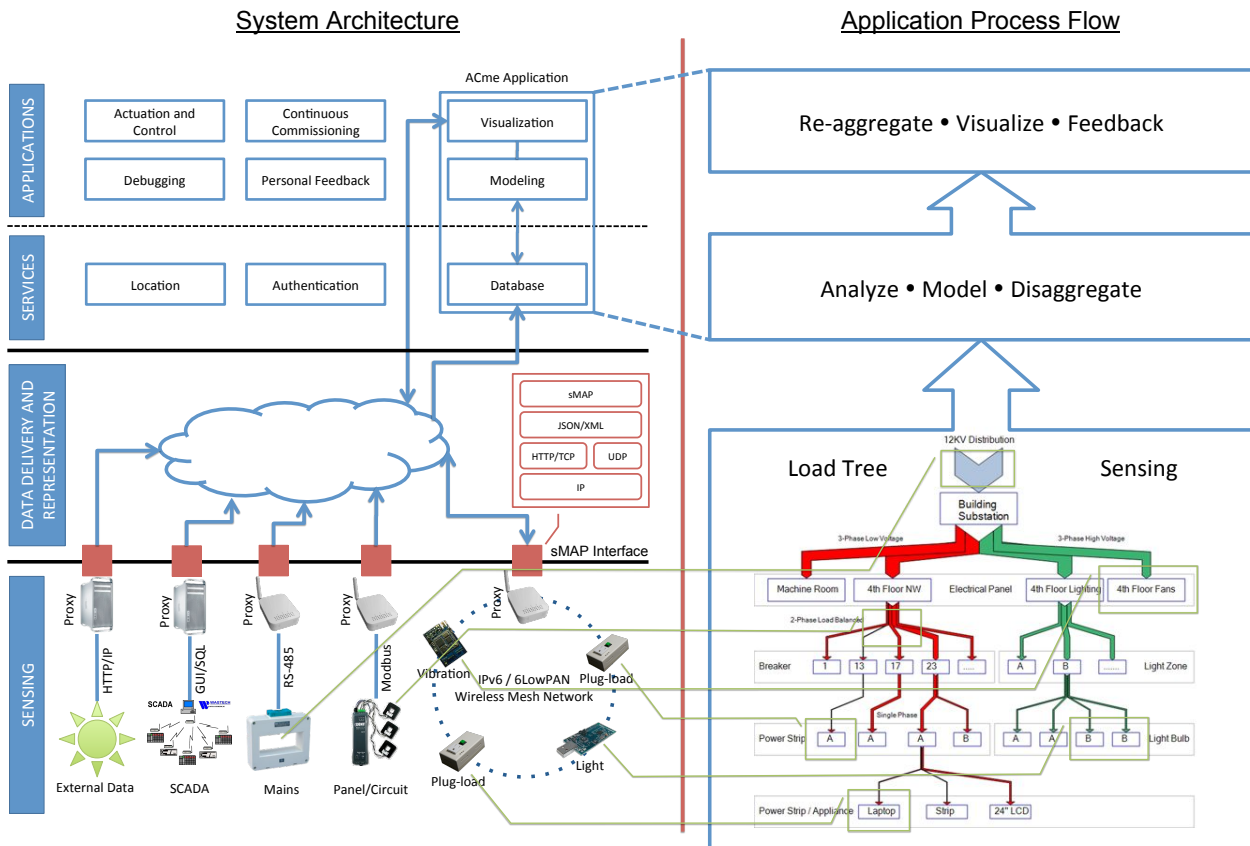 System Architecture
Application Process Flow
APPLICATIONS
ACme Application
Actuation and
Control
Continuous
Commissioning
Visualization
Debugging
Personal Feedback
Modeling
Re-aggregate • Visualize • Feedback
SERVICES
Location
Authentication
Database
Analyze • Model • Disaggregate
DATA DELIVERY AND
REPRESENTATION
sMAP
JSON/XML
HTTP/TCP
UDP
IP
sMAP Interface
SENSING
Proxy
Proxy
Proxy
Proxy
Proxy
HTTP/IP
GUI/SQL
RS-485
Modbus
SCADA
WASTECH
Vibration
IPv6 / 6LowPAN
Wireless Mesh Network
Plug-load
Plug-load
Light
External Data
SCADA
Mains
Panel/Circuit
Load Tree
Sensing
12KV Distribution
Building
Substation
3-Phase Low Voltage
3-Phase High Voltage
Machine Room
4th Floor NW
Electrical Panel
4th Floor Lighting
4th Floor Fans
2-Phase Load Balanced
Breaker
1
13
17
23
.....
A
B
.......
Light Zone
Single Phase
Power Strip
A
A
A
B
A
A
B
B
Light Bulb
Power Strip / Appliance
Laptop
Strip
24" LCD